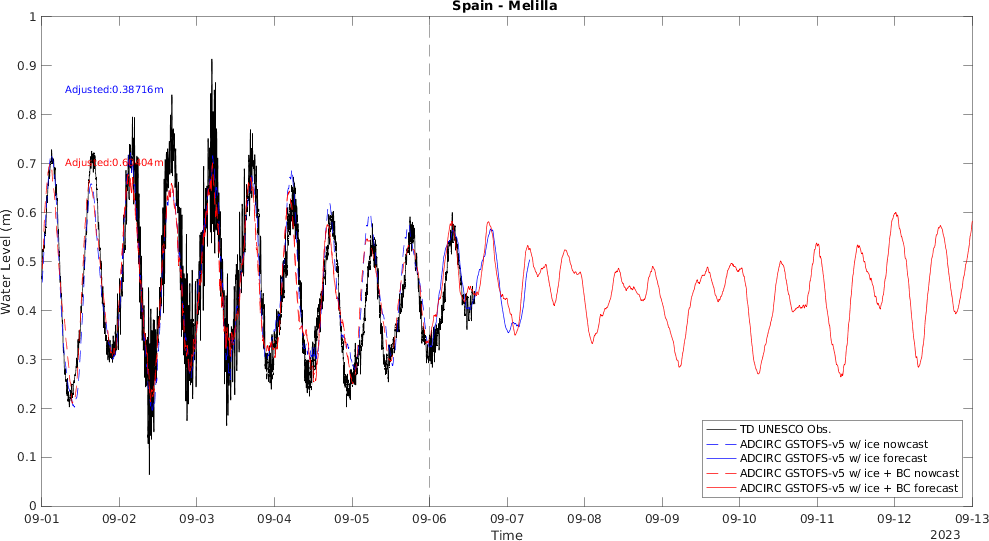 Spain - Melilla
1
0.9
0.8
0.7
0.6
0.5
0.4
0.3
0.2
0.1
0
Water Level (m)
Adjusted:0.38716m
09-01 09-02 09-03 09-04 09-05 09-06 09-07 09-08 09-09 09-10 09-11 09-12 09-13
Time
2023
TD UNESCO Obs.
ADCIRC GSTOFS-v5 w/ ice nowcast
ADCIRC GSTOFS-v5 w/ ice forecast
ADCIRC GSTOFS-v5 w/ ice + BC nowcast
ADCIRC GSTOFS-v5 w/ ice + BC forecast